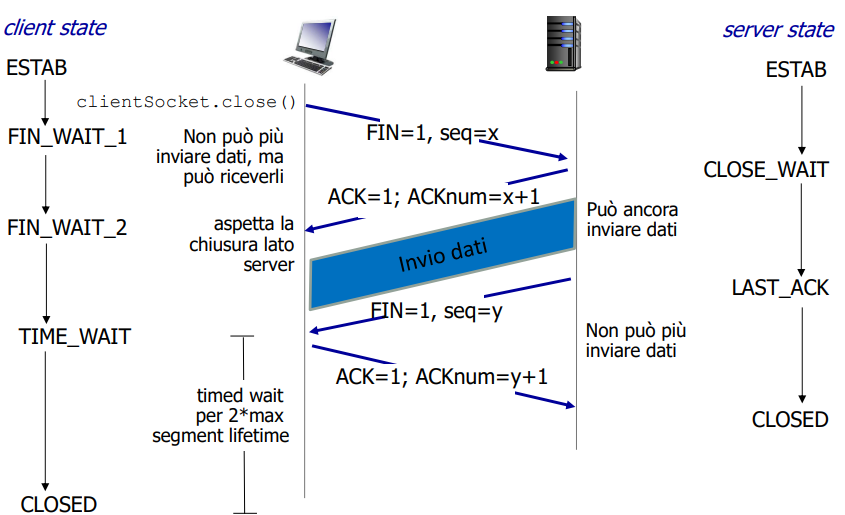 client state
server state
ESTAB
ESTAB
clientSocket.close()
FIN=1, seq=x
FIN_WAIT_1
Non può più
inviare dati, ma
può riceverli
CLOSE_WAIT
ACK=1; ACKnum=x+1
FIN_WAIT_2
aspetta la
chiusura lato
server
Può ancora
inviare dati
Invio dati
LAST_ACK
FIN=1, seq=y
TIME_WAIT
Non può più
inviare dati
ACK=1; ACKnum=y+1
timed wait
per 2*max
segment lifetime
CLOSED
CLOSED